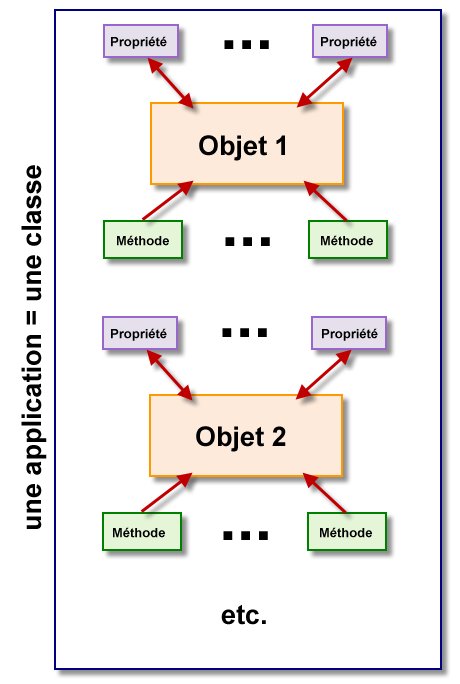 une application = une classe
Propriété ... Propriété
Objet 1
Méthode ... Méthode
Propriété ... Propriété
Objet 2
Méthode ... Méthode
etc.